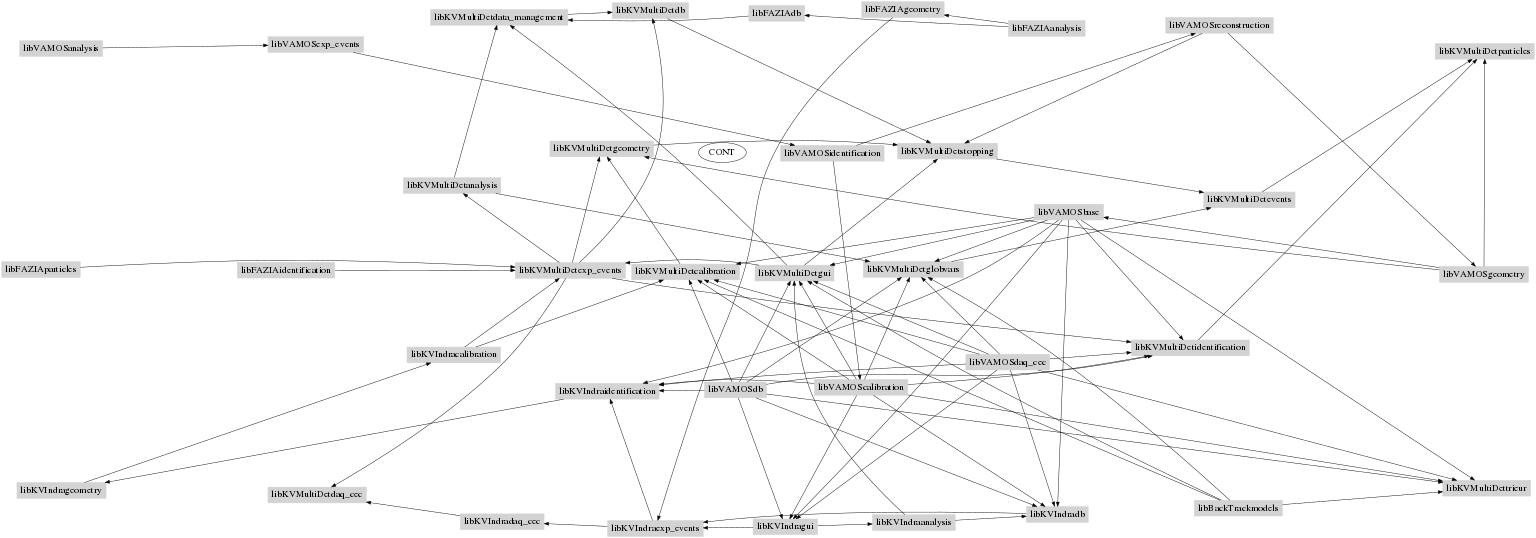 libFAZIAgeometry
libKVMultiDetdb
libFAZIAdb
libKVMultiDetdata_management
libVAMOSreconstruction
libFAZIAanalysis
libVAMOSexp_events
libVAMOSanalysis
libKVMultiDetparticles
libKVMultiDetgeometry
CONT
libVAMOSidentification
libKVMultiDetstopping
libKVMultiDetanalysis
libKVMultiDetevents
libVAMOSbase
libFAZIAparticles
libFAZIAidentification
libKVMultiDetexp_events
libKVMultiDetcalibration
libKVMultiDetgui
libKVMultiDetglobvars
libVAMOSgeometry
libKVIndracalibration
libKVMultiDetidentification
libVAMOSdaq_cec
libKVIndraidentification
libVAMOSdb
libVAMOScalibration
libKVIndrageometry
libKVMultiDetdaq_cec
libKVMultiDettrieur
libBackTrackmodels
libKVIndradaq_cec
libKVIndraexp_events
libKVIndragui
libKVIndraanalysis
libKVIndradb